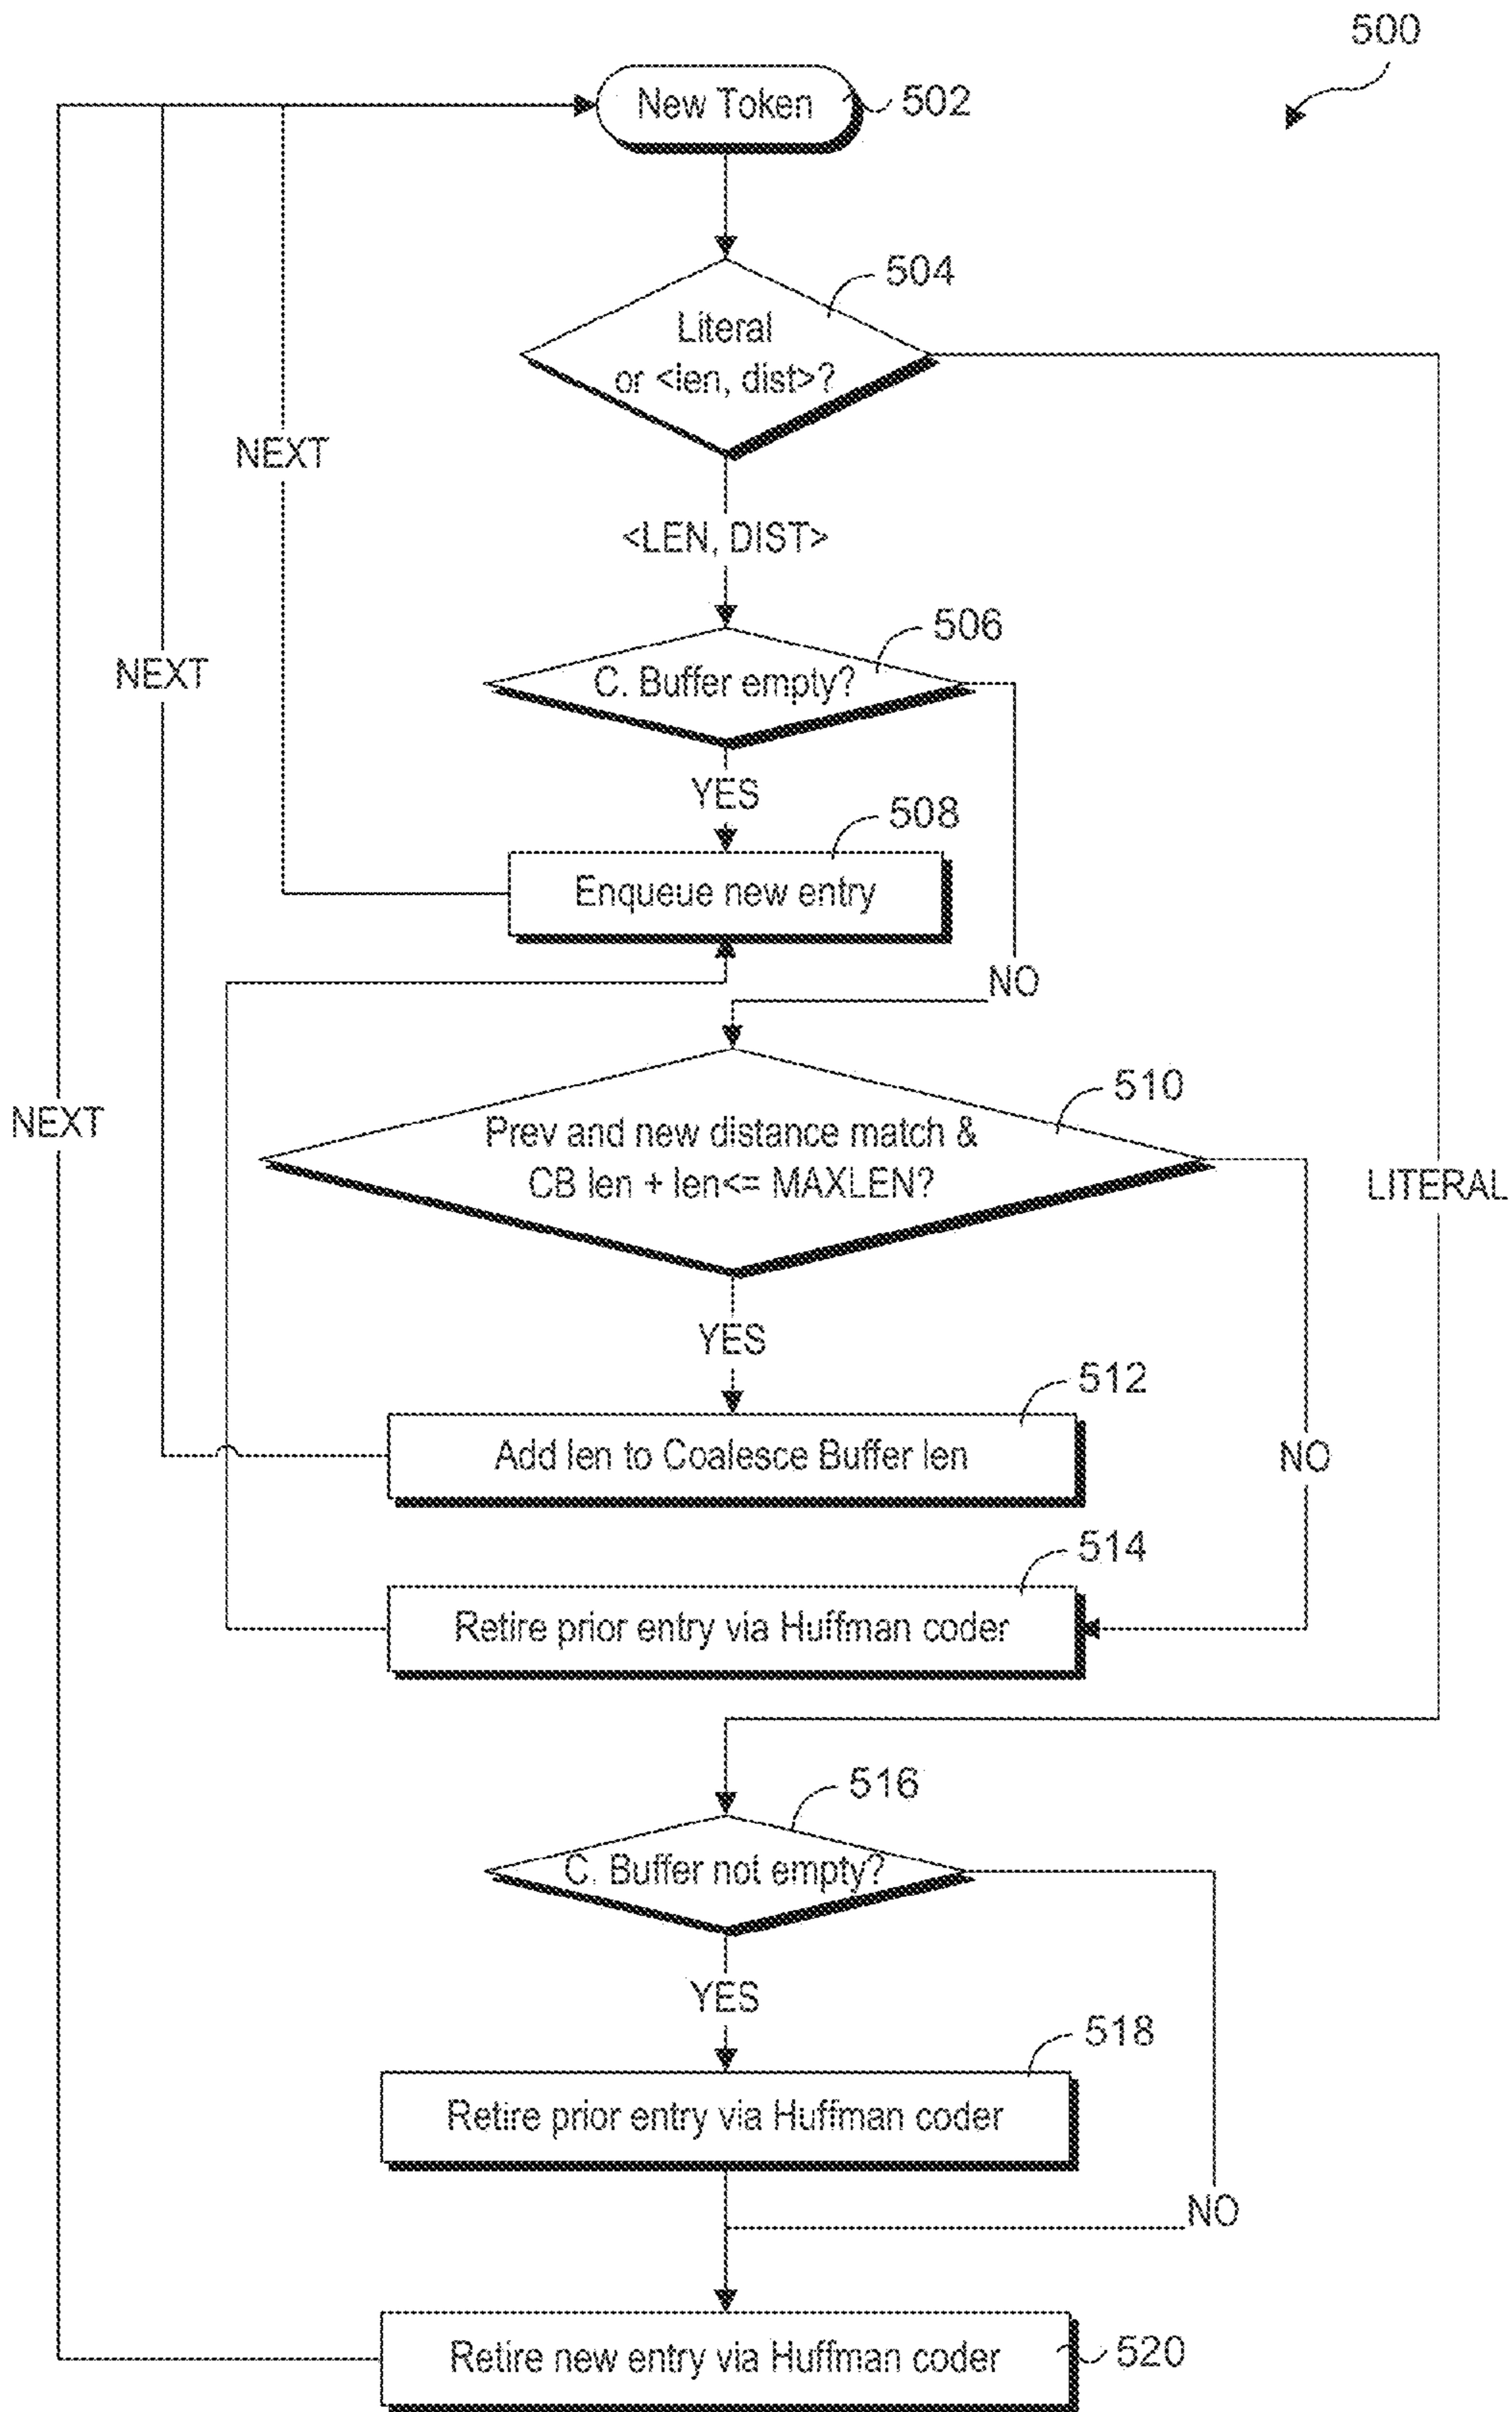 500
New Token
502
504
Literal
or <len, dist>?
NEXT
<LEN, DIST>
506
C. Buffer empty?
NEXT
YES
508
Enqueue new entry
NO
510
Prev and new distance match &
CB len + len<= MAXLEN?
NEXT
LITERAL
YES
512
Add len to Coalesce Buffer len
NO
514
Retire prior entry via Huffman coder
516
C. Buffer not empty?
YES
518
Retire prior entry via Huffman coder
NO
Retire new entry via Huffman coder
520